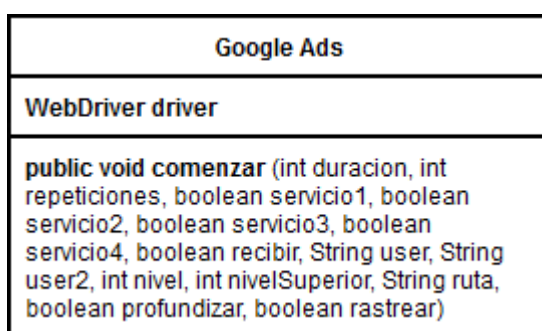 Google Ads
WebDriver driver
public void comenzar (int duracion, int
repeticiones, boolean servicio1, boolean
servicio2, boolean servicio3, boolean
servicio4, boolean recibir, String user, String
user2, int nivel, int nivelSuperior, String ruta,
boolean profundizar, boolean rastrear)